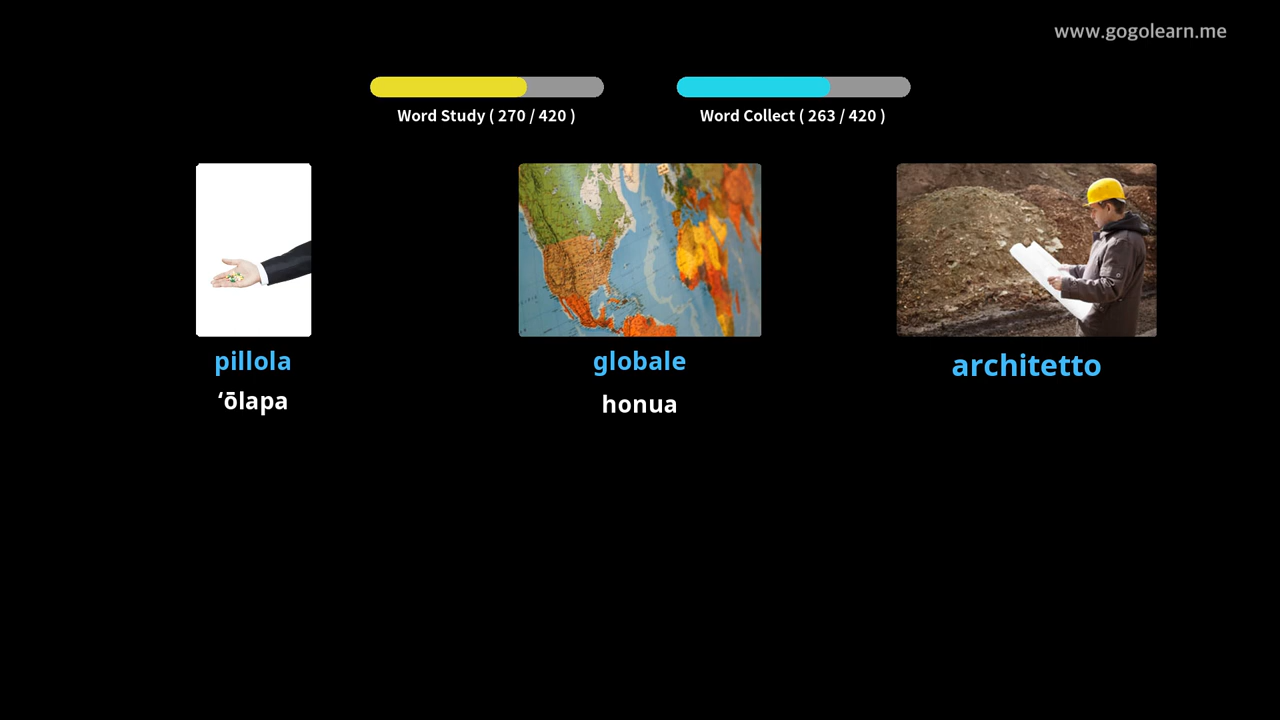 www.gogolearn.me
Word Study ( 270 / 420 )
Word Collect ( 263 / 420 )
pillola
ʻōlapa
globale
honua
architetto